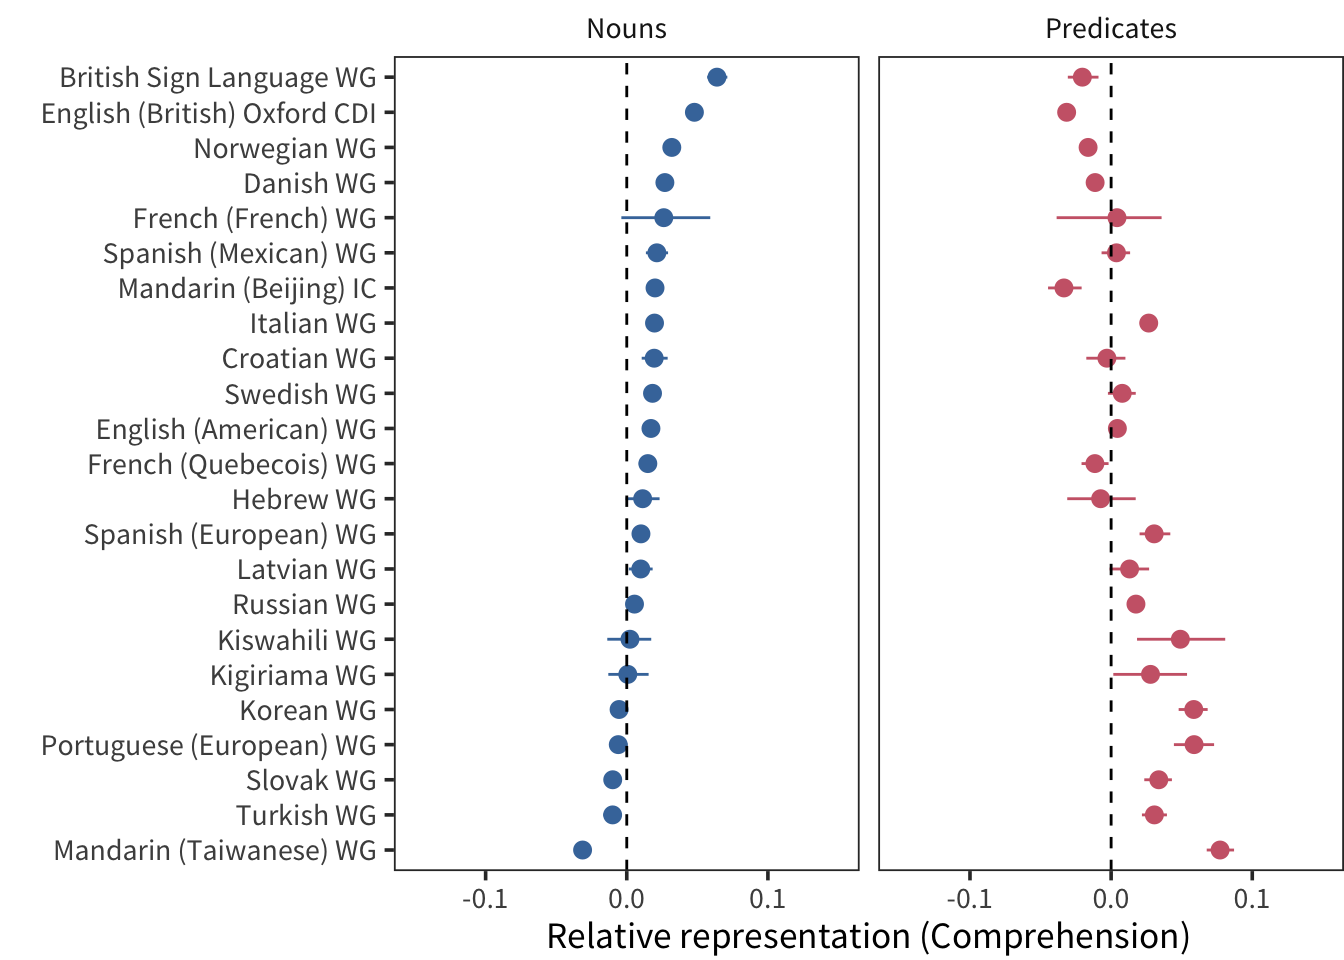 Nouns
Predicates
British Sign Language WG
English (British) Oxford CDI
Norwegian WG
Danish WG
French (French) WG
Spanish (Mexican) WG
Mandarin (Beijing) IC
Italian WG
Croatian WG
Swedish WG
English (American) WG
French (Quebecois) WG
Hebrew WG
Spanish (European) WG
Latvian WG
Russian WG
Kiswahili WG
Kigiriama WG
Korean WG
Portuguese (European) WG
Slovak WG
Turkish WG
Mandarin (Taiwanese) WG
-0.1 0.0 0.1 -0.1 0.0 0.1
Relative representation (Comprehension)